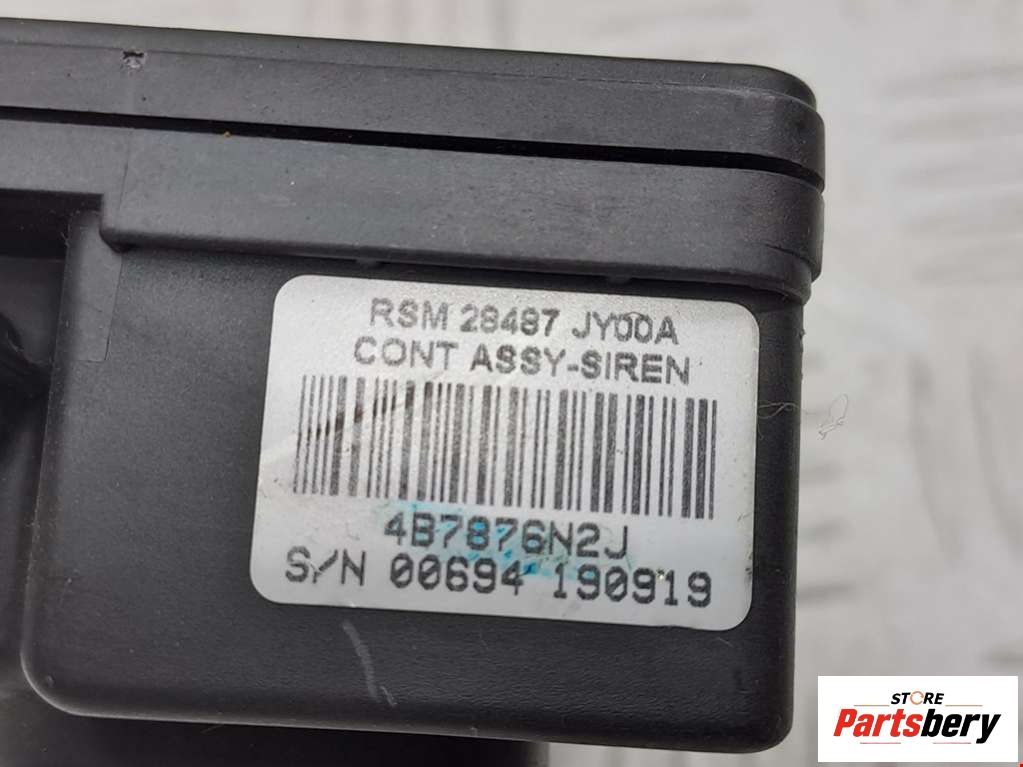 RSM 28487 JY00A
CONT ASSY-SIREN
4B7876N2J
S/N 00694 190919
STORE
Partsbery